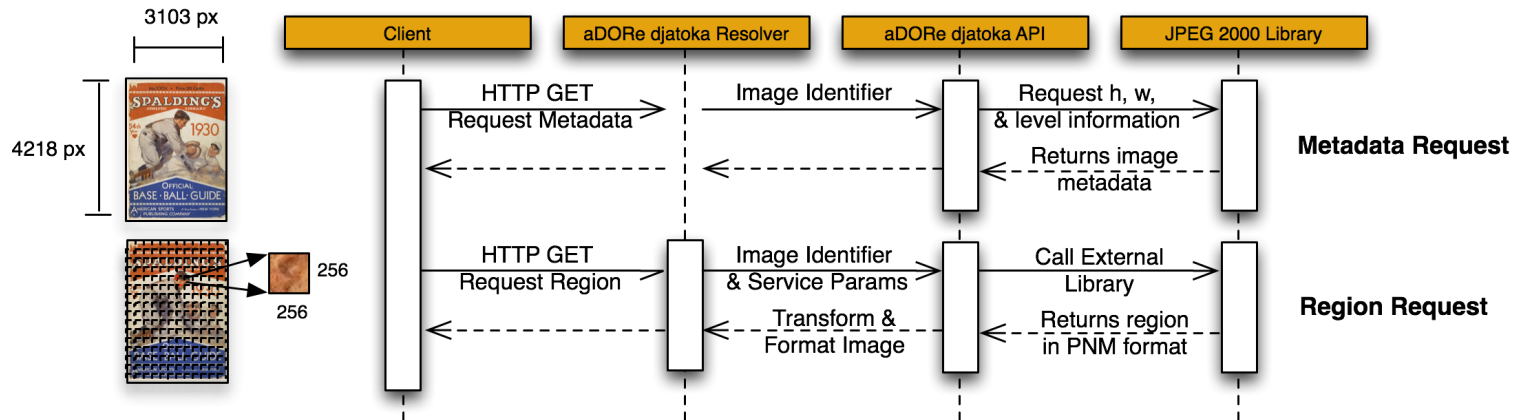 3103 px
Client
aDORe djatoka Resolver
aDORe djatoka API
JPEG 2000 Library
4218 px
SPALDING'S
1930
OFFICIAL
BASE·BALL·GUIDE
AMERICAN SPORTS
PUBLISHING COMPANY
HTTP GET
Request Metadata
Image Identifier
Request h, w,
& level information
Returns image
metadata
Metadata Request
256
256
HTTP GET
Request Region
Image Identifier
& Service Params
Transform &
Format Image
Call External
Library
Returns region
in PNM format
Region Request